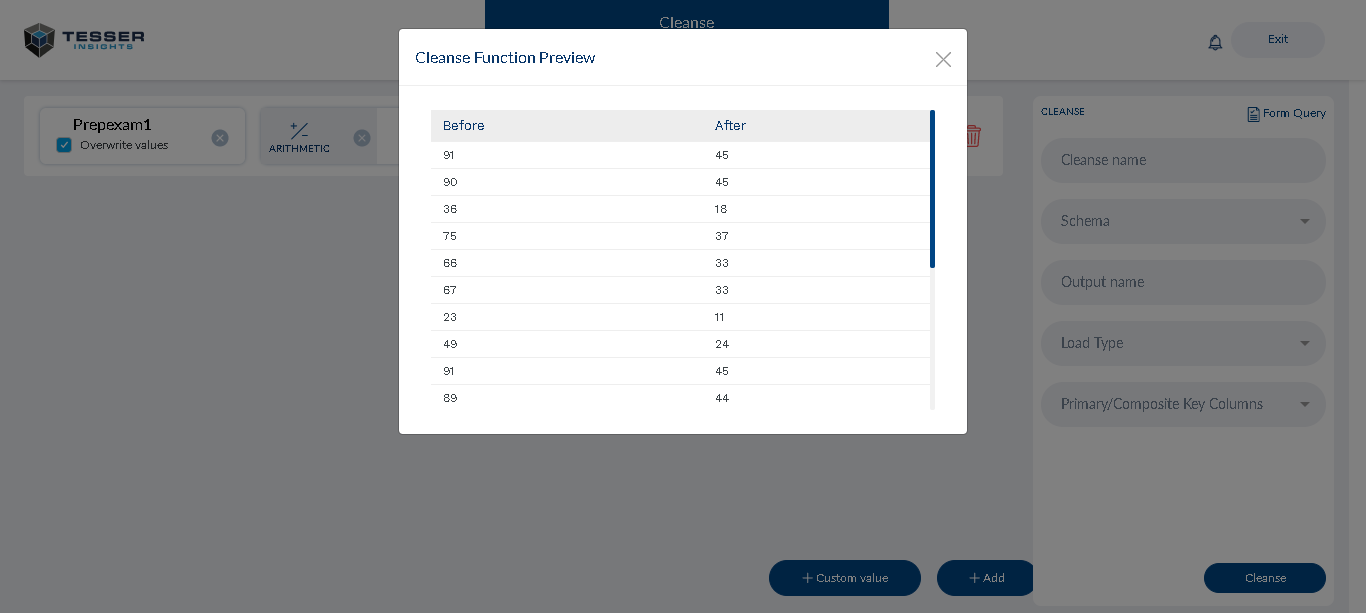 Cleanse
TESSER
INSIGHTS
Exit
Cleanse Function Preview
Before After
91 45
90 45
36 18
75 37
66 33
67 33
23 11
49 24
91 45
89 44
Prepexam1
Overwrite values
ARITHMETIC
CLEANSE
Form Query
Cleanse name
Schema
Output name
Load Type
Primary/Composite Key Columns
+ Custom value
+ Add
Cleanse